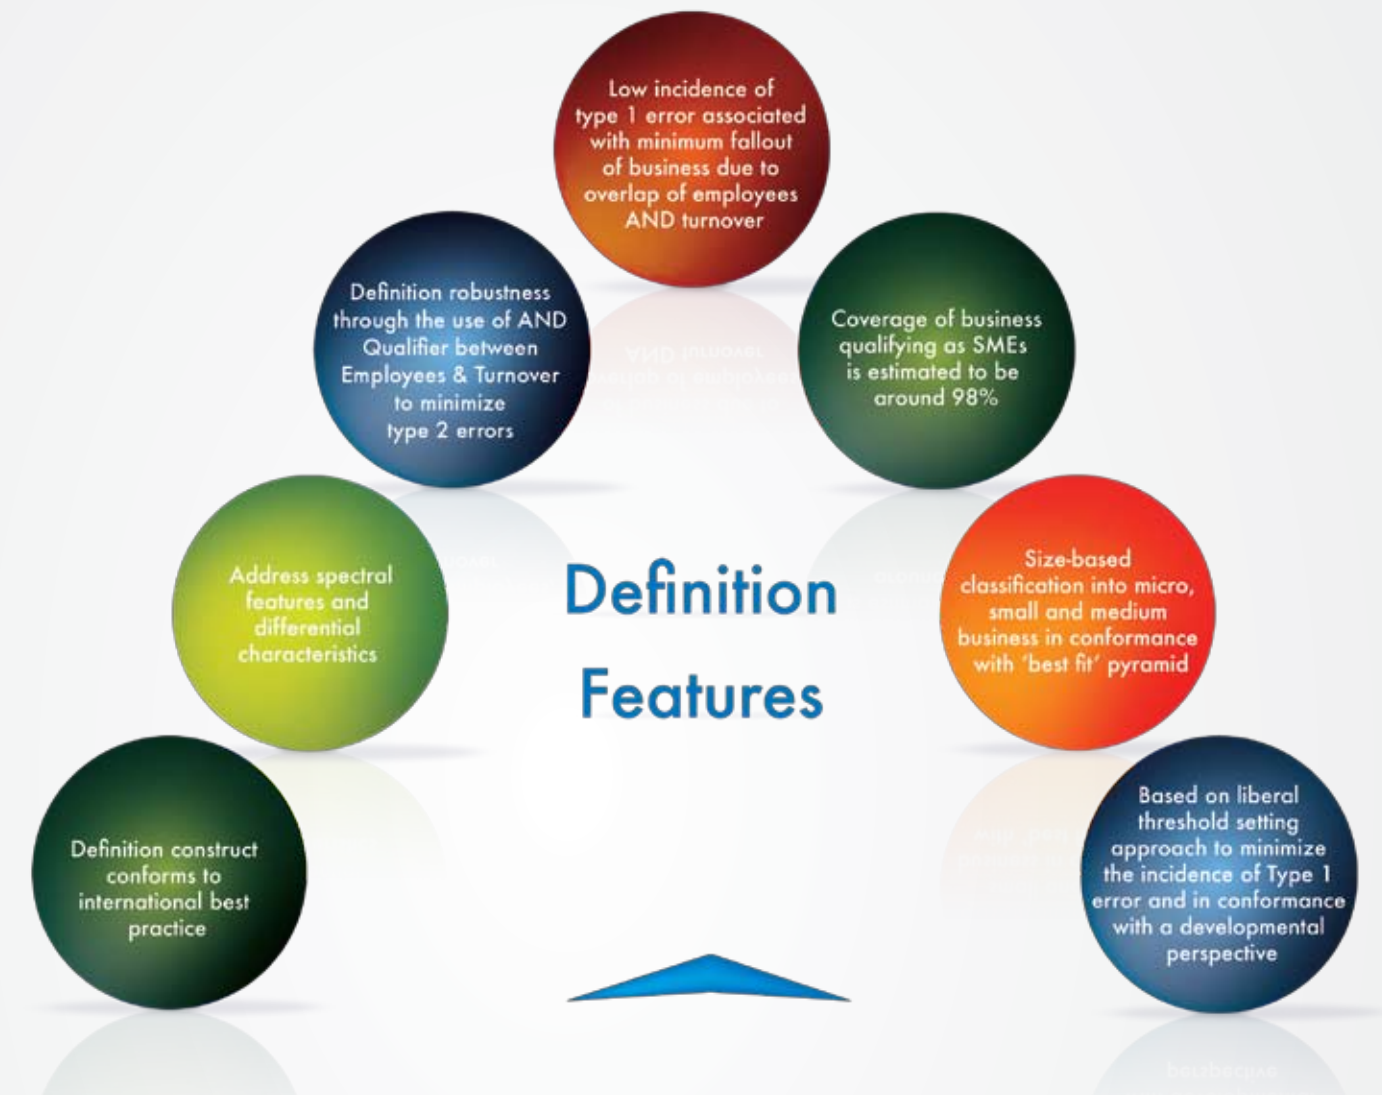 Low incidence of
type 1 error associated
with minimum fallout
of business due to
overlap of employees
AND turnover
Definition robustness
through the use of AND
Qualifier between
Employees & Turnover
to minimize
type 2 errors
Coverage of business
qualifying as SMEs
is estimated to be
around 98%
Address spectral
features and
differential
characteristics
Definition
Features
Size-based
classification into micro,
small and medium
business in conformance
with ‘best fit’ pyramid
Definition construct
conforms to
international best
practice
Based on liberal
threshold setting
approach to minimize
the incidence of Type 1
error and in conformance
with a developmental
perspective